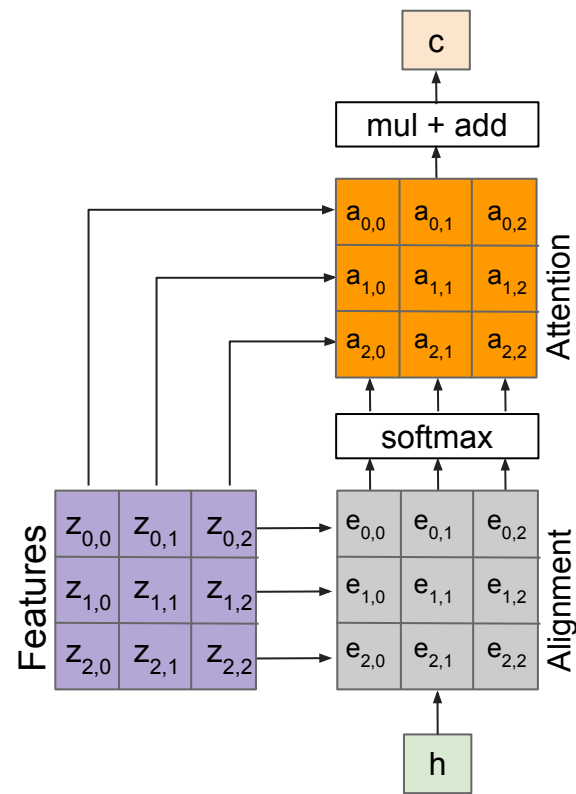 c
mul + add
a0,0 a0,1 a0,2
a1,0 a1,1 a1,2
a2,0 a2,1 a2,2
Attention
softmax
Features
z0,0 z0,1 z0,2
z1,0 z1,1 z1,2
z2,0 z2,1 z2,2
e0,0 e0,1 e0,2
e1,0 e1,1 e1,2
e2,0 e2,1 e2,2
Alignment
h